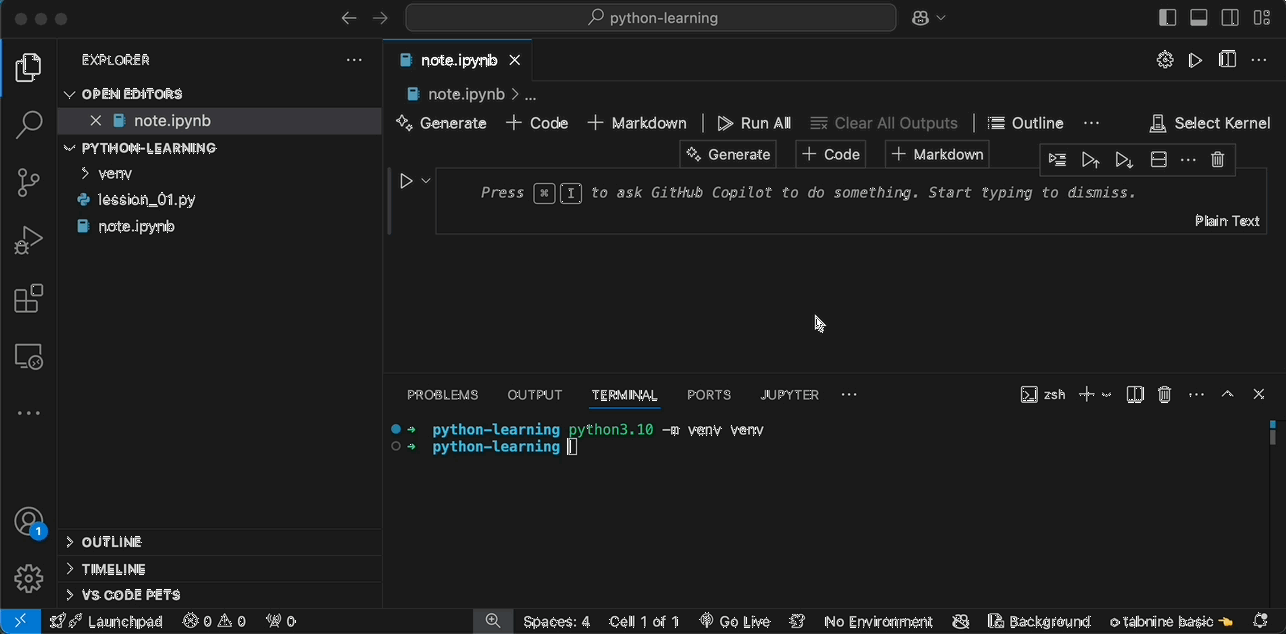 python-learning
EXPLORER
OPEN EDITORS
note.ipynb
PYTHON-LEARNING
venv
lession_01.py
note.ipynb
OUTLINE
TIMELINE
VS CODE PETS
note.ipynb
note.ipynb > ...
Generate + Code + Markdown Run All Clear All Outputs Outline ... Select Kernel
Generate + Code + Markdown
Press ⌘ I to ask GitHub Copilot to do something. Start typing to dismiss.
Plain Text
PROBLEMS OUTPUT TERMINAL PORTS JUPYTER ... zsh
→ python-learning python3.10 -m venv venv
→ python-learning
1
Launchpad 0 0 0 Spaces: 4 Cell 1 of 1 Go Live No Environment Background tabnine basic